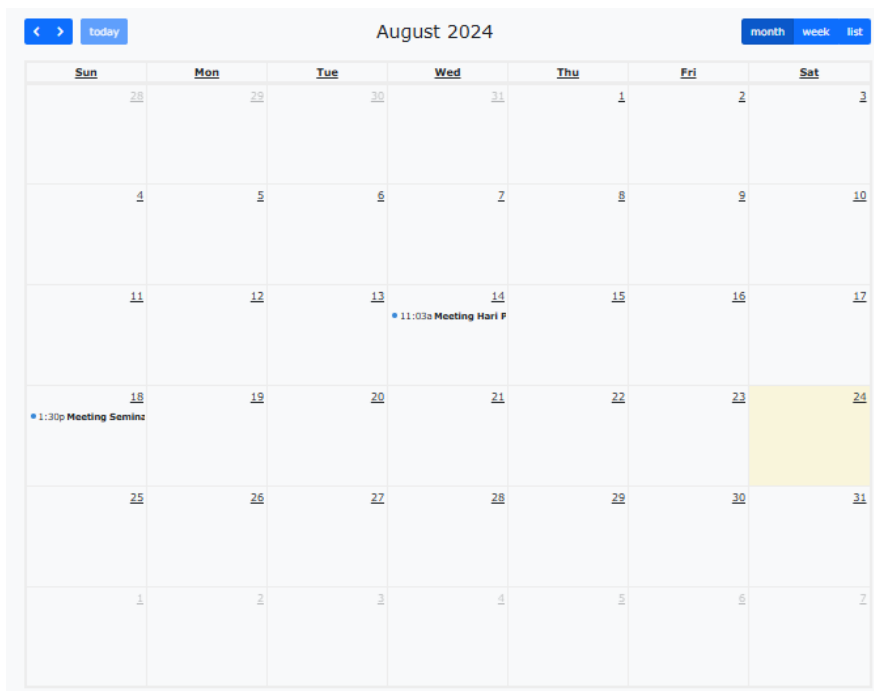 today
August 2024
month week list
Sun Mon Tue Wed Thu Fri Sat
28 29 30 31 1 2 3
4 5 6 7 8 9 10
11 12 13 14 15 16 17
11:03a Meeting Hari P
18 19 20 21 22 23 24
1:30p Meeting Semina
25 26 27 28 29 30 31
1 2 3 4 5 6 7